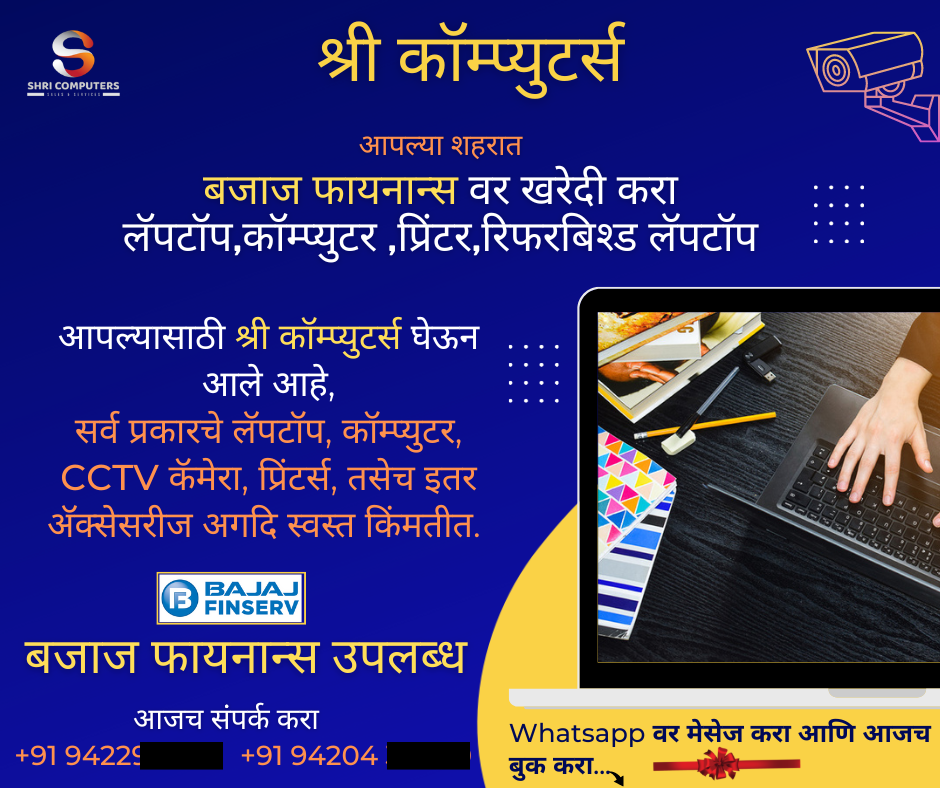 श्री कॉम्प्युटर्स
SHRI COMPUTERS
SALES & SERVICES
आपल्या शहरात
बजाज फायनान्स वर खरेदी करा
लॅपटॉप,कॉम्प्युटर ,प्रिंटर,रिफरबिश्ड लॅपटॉप
आपल्यासाठी श्री कॉम्प्युटर्स घेऊन
आले आहे,
सर्व प्रकारचे लॅपटॉप, कॉम्प्युटर,
CCTV कॅमेरा, प्रिंटर्स, तसेच इतर
ॲक्सेसरीज अगदि स्वस्त किंमतीत.
BAJAJ
FINSERV
बजाज फायनान्स उपलब्ध
आजच संपर्क करा
+91 94229 +91 94204
Whatsapp वर मेसेज करा आणि आजच
बुक करा...